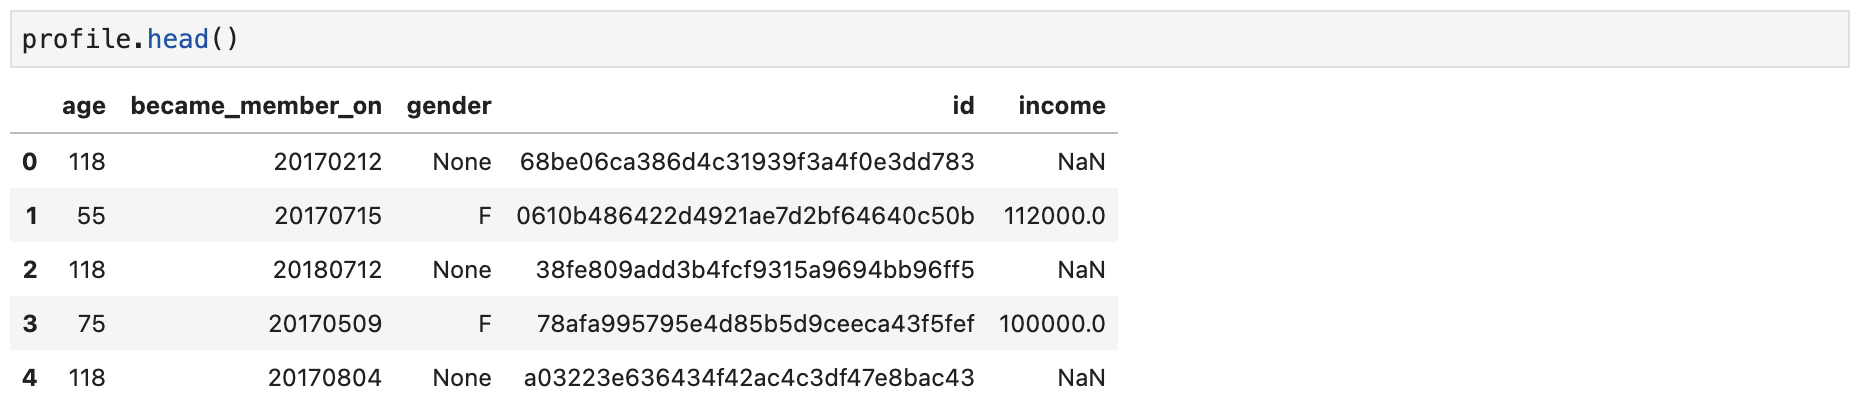 profile.head()
age became_member_on gender id income
0 118 20170212 None 68be06ca386d4c31939f3a4f0e3dd783 NaN
1 55 20170715 F 0610b486422d4921ae7d2bf64640c50b 112000.0
2 118 20180712 None 38fe809add3b4fcf9315a9694bb96ff5 NaN
3 75 20170509 F 78afa995795e4d85b5d9ceeca43f5fef 100000.0
4 118 20170804 None a03223e636434f42ac4c3df47e8bac43 NaN